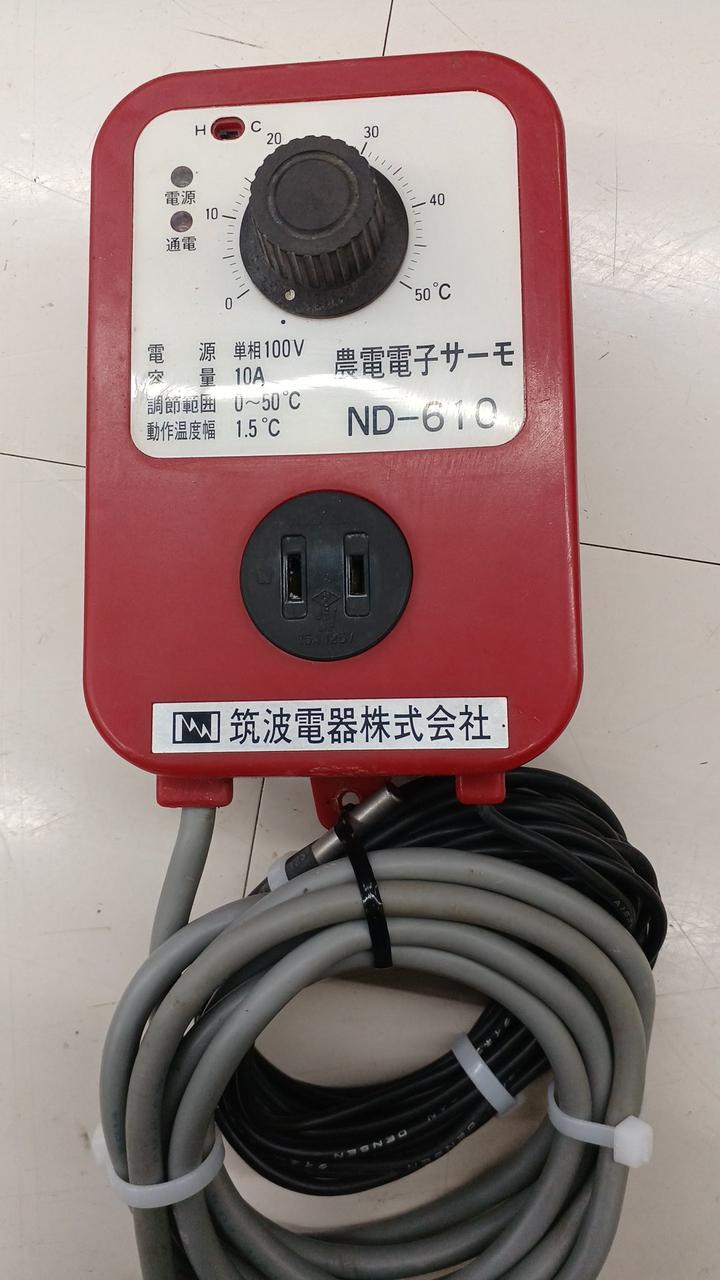 H C
20
30
電源
10
40
通電
0
50℃
電源 単相100V
容量 10A
調節範囲 0〜50℃
動作温度幅 1.5℃
農電電子サーモ
ND-610
15A 125V
筑波電器株式会社
DENSEN
DENSEN